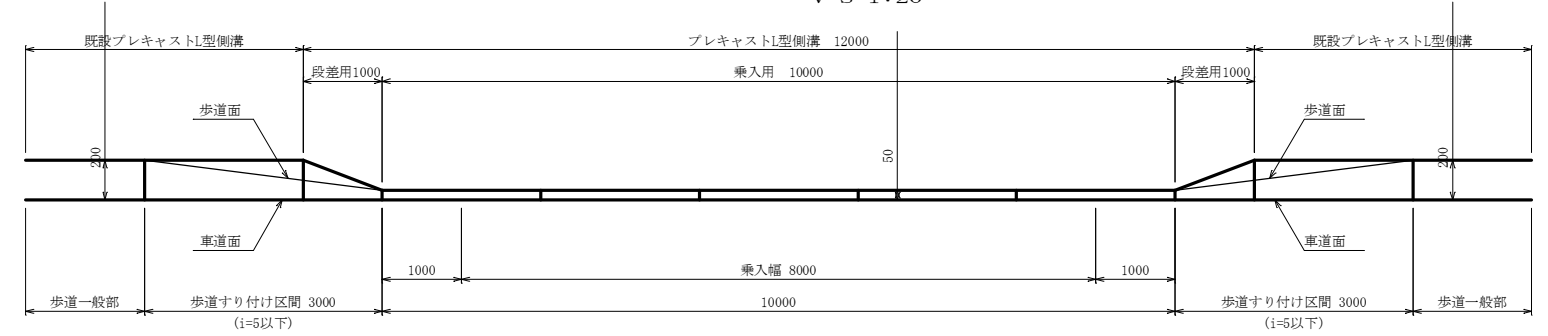 V S 1:20
既設プレキャストL型側溝 プレキャストL型側溝 12000 既設プレキャストL型側溝
段差用1000 乗入用 10000 段差用1000
歩道面 歩道面
200 50 200
車道面 車道面
1000 乗入幅 8000 1000
歩道一般部 歩道すり付け区間 3000 10000 歩道すり付け区間 3000 歩道一般部
(i=5以下) (i=5以下)